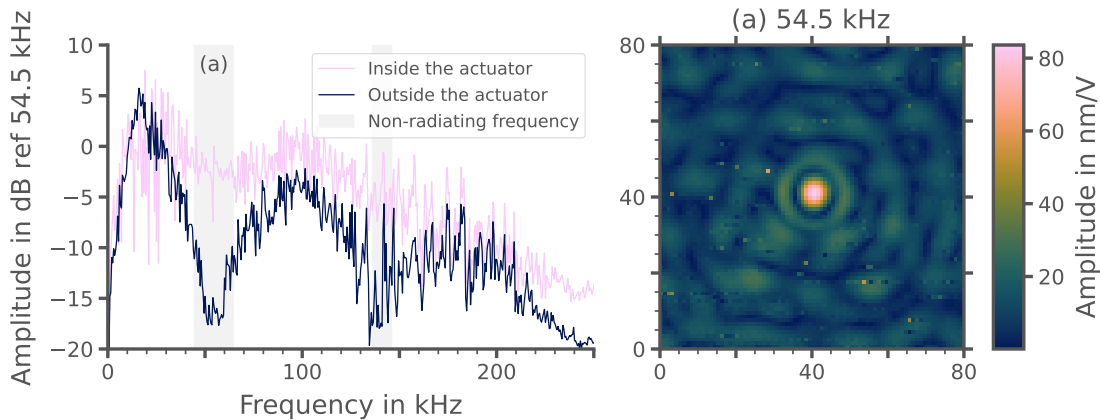 Amplitude in dB ref 54.5 kHz
10
5
0
−5
−10
−15
−20
(a)
Inside the actuator
Outside the actuator
Non-radiating frequency
0
100
200
Frequency in kHz
(a) 54.5 kHz
80
40
0
0
40
80
80
60
40
20
Amplitude in nm/V